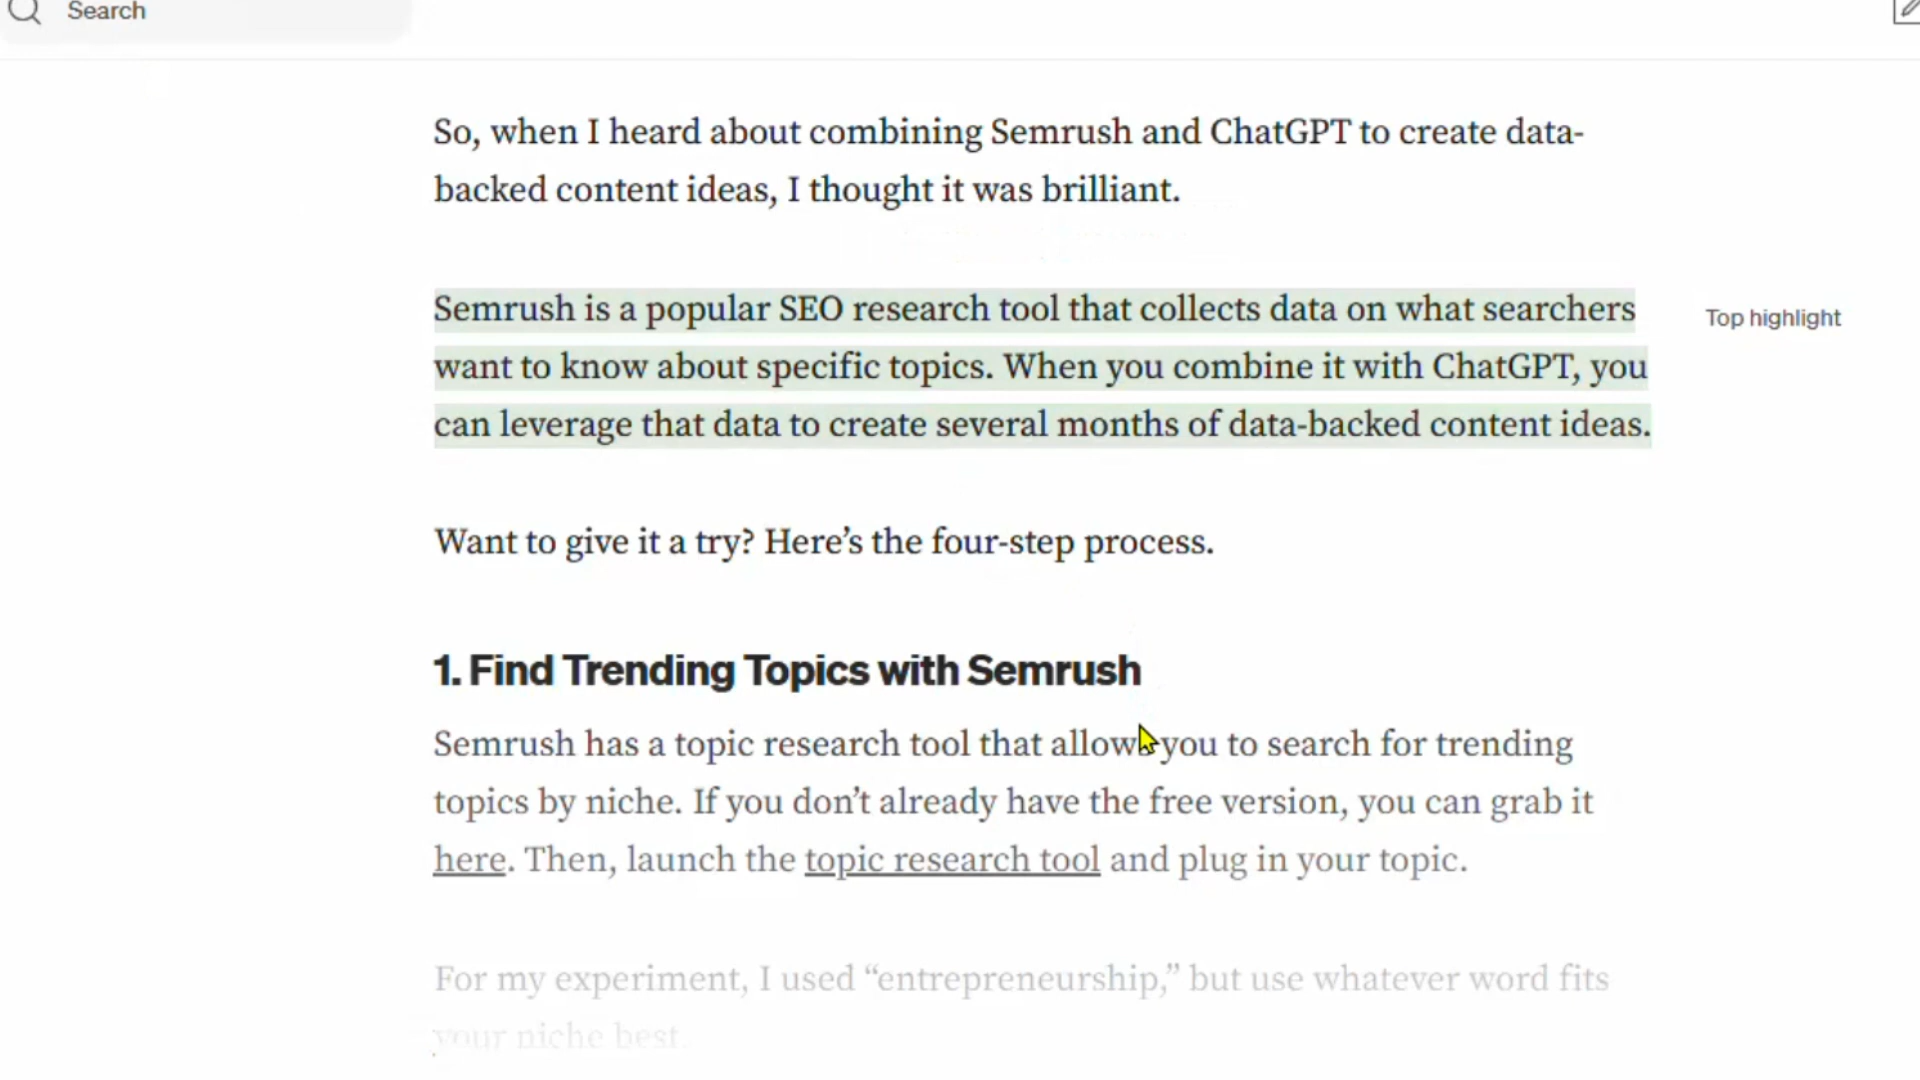 Search
So, when I heard about combining Semrush and ChatGPT to create data-
backed content ideas, I thought it was brilliant.
Semrush is a popular SEO research tool that collects data on what searchers
Top highlight
want to know about specific topics. When you combine it with ChatGPT, you
can leverage that data to create several months of data-backed content ideas.
Want to give it a try? Here’s the four-step process.
1. Find Trending Topics with Semrush
Semrush has a topic research tool that allows you to search for trending
topics by niche. If you don’t already have the free version, you can grab it
here. Then, launch the topic research tool and plug in your topic.
For my experiment, I used “entrepreneurship,” but use whatever word fits
your niche best.